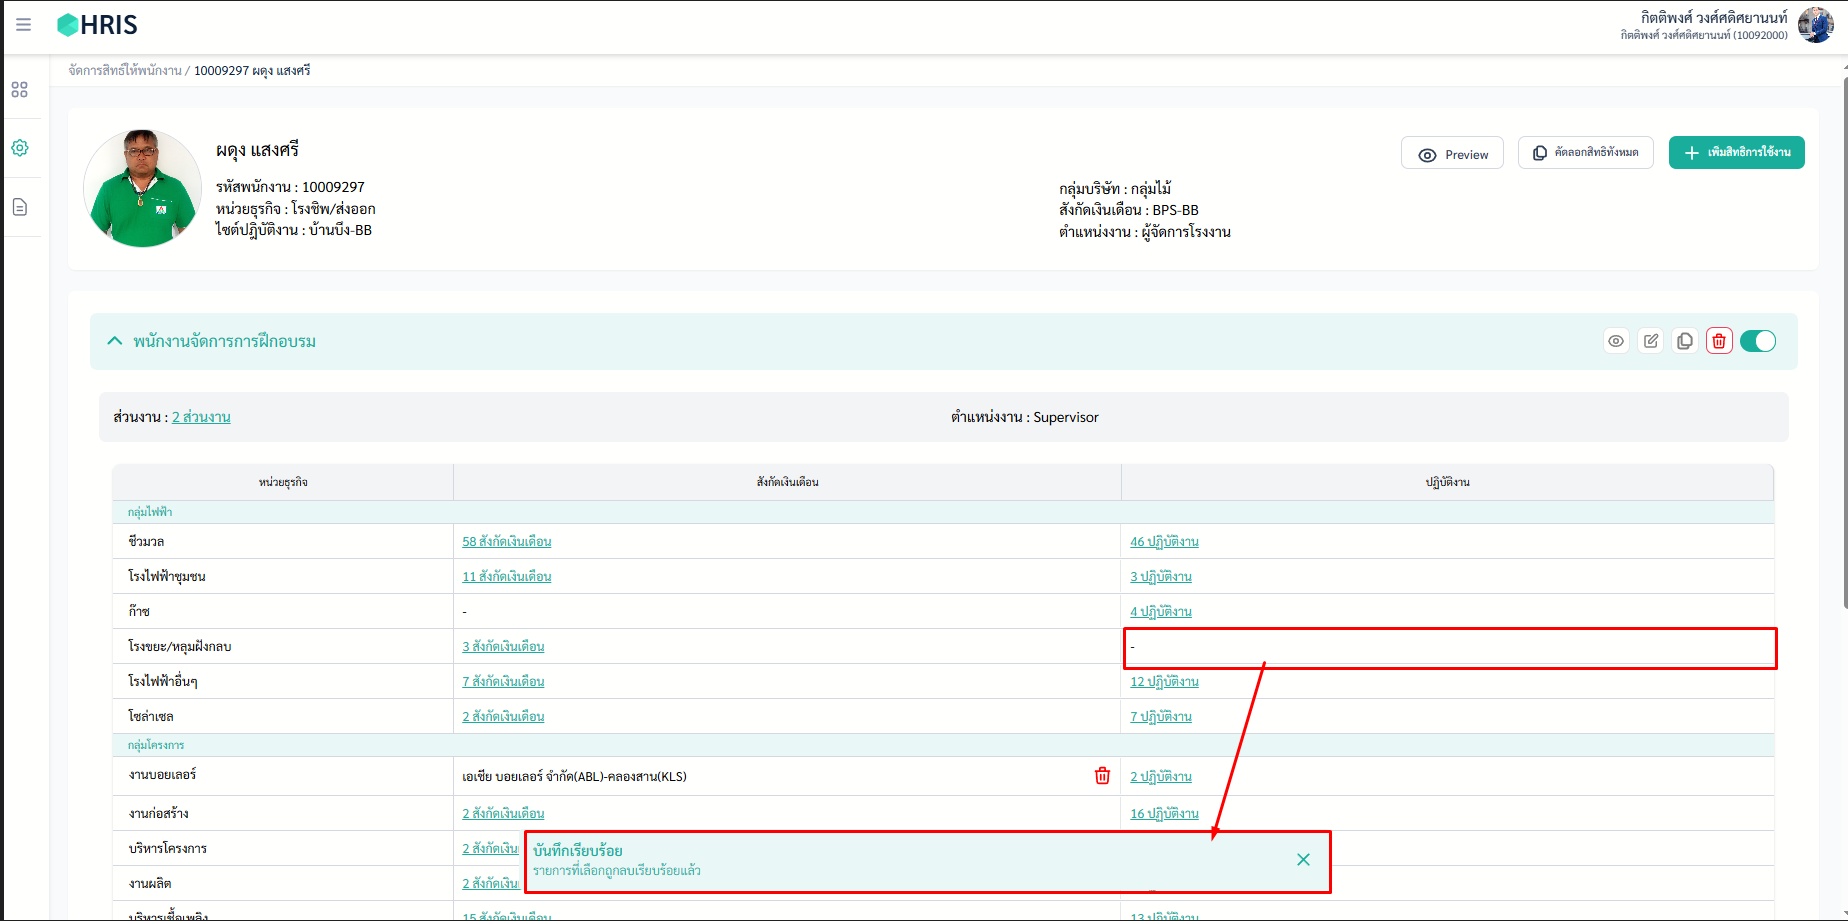 HRIS
กิตติพงศ์ วงศ์ศดิศยานนท์
กิตติพงศ์ วงศ์ศดิศยานนท์ (10092000)
จัดการสิทธิ์ให้พนักงาน / 10009297 ผดุง แสงศรี
ผดุง แสงศรี
รหัสพนักงาน : 10009297
หน่วยธุรกิจ : โรงชิพ/ส่งออก
ไซต์ปฎิบัติงาน : บ้านบึง-BB
กลุ่มบริษัท : กลุ่มไม้
สังกัดเงินเดือน : BPS-BB
ตำแหน่งงาน : ผู้จัดการโรงงาน
Preview
คัดลอกสิทธิทั้งหมด
เพิ่มสิทธิการใช้งาน
พนักงานจัดการการฝึกอบรม
ส่วนงาน : 2 ส่วนงาน
ตำแหน่งงาน : Supervisor
หน่วยธุรกิจ สังกัดเงินเดือน ปฏิบัติงาน
กลุ่มไฟฟ้า
ชีวมวล 58 สังกัดเงินเดือน 46 ปฏิบัติงาน
โรงไฟฟ้าชุมชน 11 สังกัดเงินเดือน 3 ปฏิบัติงาน
ก๊าซ - 4 ปฏิบัติงาน
โรงขยะ/หลุมฝังกลบ 3 สังกัดเงินเดือน -
โรงไฟฟ้าอื่นๆ 7 สังกัดเงินเดือน 12 ปฏิบัติงาน
โซล่าเซล 2 สังกัดเงินเดือน 7 ปฏิบัติงาน
กลุ่มโครงการ
งานบอยเลอร์ เอเชีย บอยเลอร์ จำกัด(ABL)-คลองสาน(KLS) 2 ปฏิบัติงาน
งานก่อสร้าง 2 สังกัดเงินเดือน 16 ปฏิบัติงาน
บริหารโครงการ 2 สังกัดเงิน
บันทึกเรียบร้อย
รายการที่เลือกถูกลบเรียบร้อยแล้ว
งานผลิต 2 สังกัดเงิน
บริหารเชื้อเพลิง 15 สังกัดเงินเดือน 13 ปฏิบัติงาน